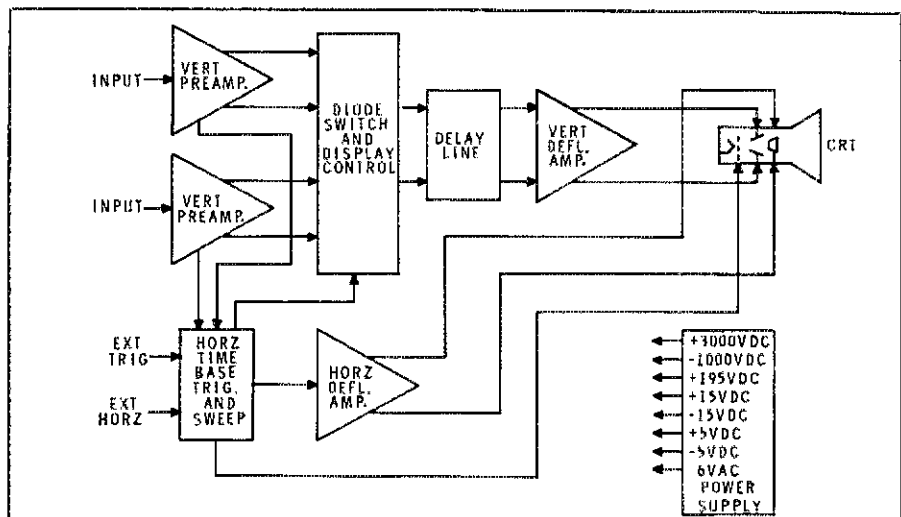 INPUT
VERT
PREAMP.
INPUT
VERT
PREAMP.
DIODE
SWITCH
AND
DISPLAY
CONTROL
DELAY
LINE
VERT
DEFL.
AMP.
CRT
EXT
TRIG
EXT
HORZ
HORZ
TIME
BASE
TRIG.
AND
SWEEP
HORZ
DEFL.
AMP.
+3000VDC
-1000VDC
+195VDC
+15VDC
-15VDC
+5VDC
-5VDC
6VAC
POWER
SUPPLY